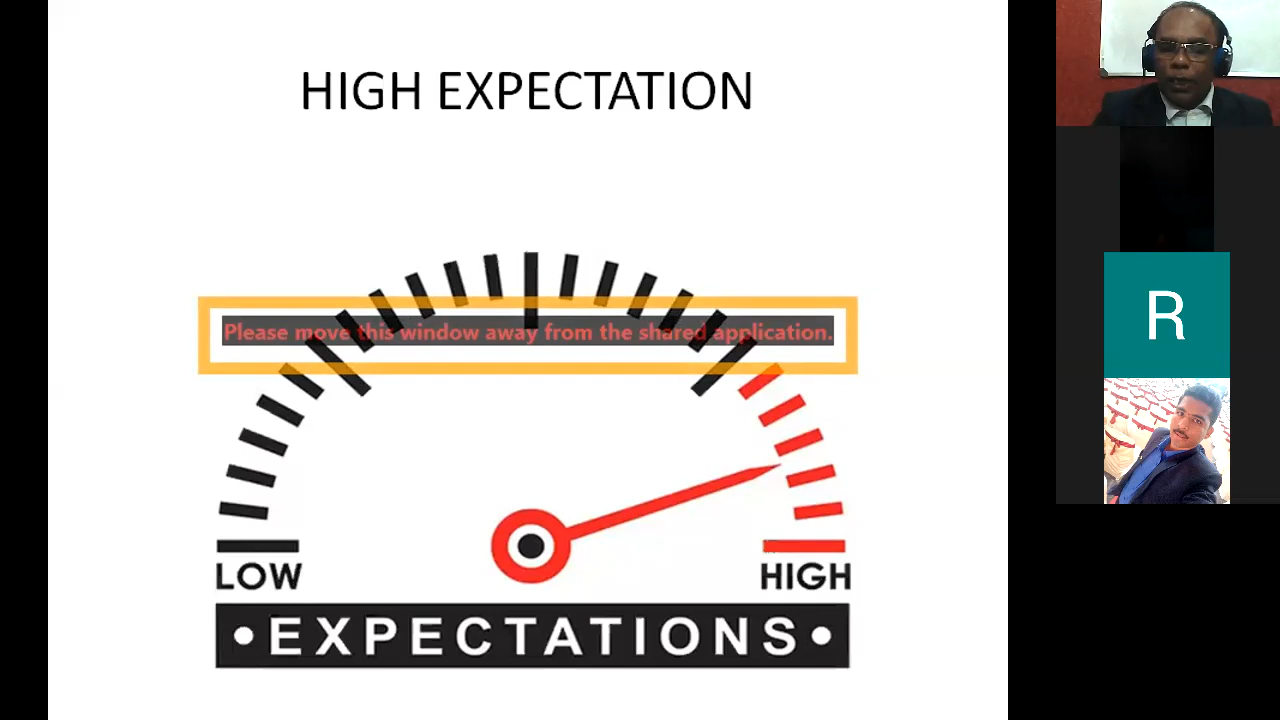 HIGH EXPECTATION
Please move this window away from the shared application.
LOW
HIGH
• EXPECTATIONS •
R